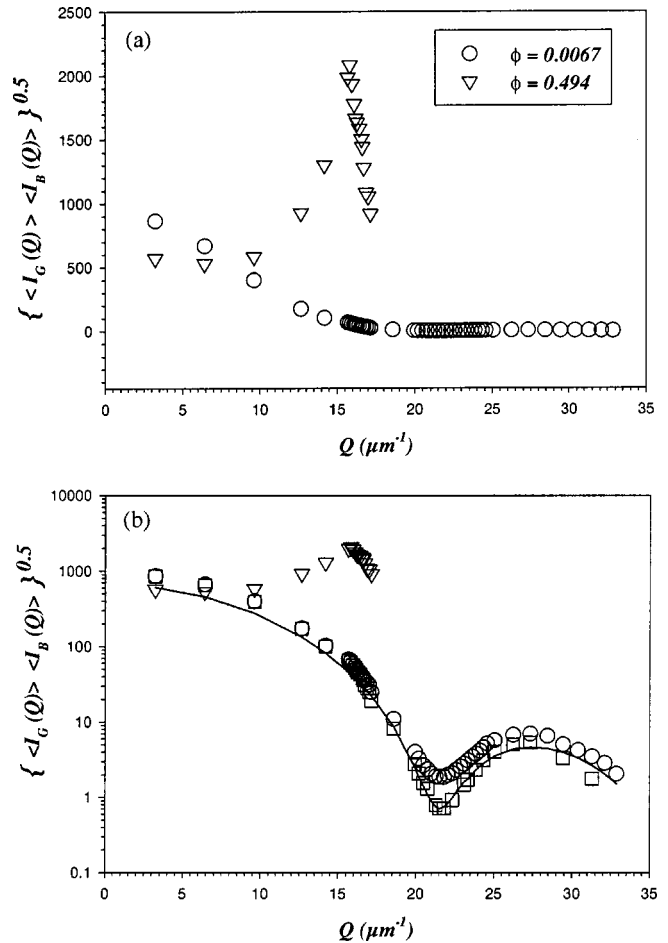 (a)
φ = 0.0067
φ = 0.494
2500
2000
1500
1000
500
0
{ < I_G (Q) > <I_B (Q)> }^0.5
0 5 10 15 20 25 30 35
Q (μm^-1)
(b)
10000
1000
100
10
1
0.1
{ <I_G (Q)> <I_B (Q)> }^0.5
0 5 10 15 20 25 30 35
Q (μm^-1)